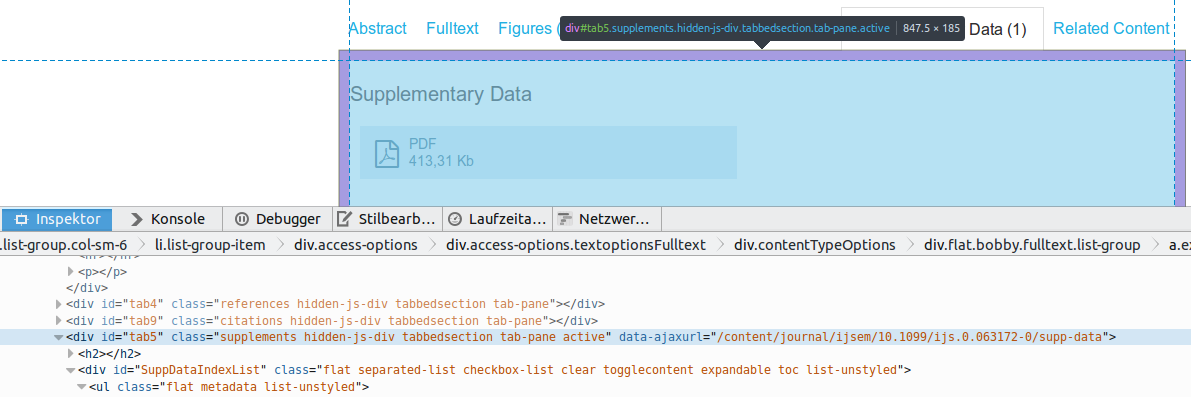 Abstract Fulltext Figures ( Data (1) Related Content
div#tab5.supplements.hidden-js-div.tabbedsection.tab-pane.active 847.5 × 185
Supplementary Data
PDF
413,31 Kb
Inspektor Konsole Debugger Stilbearb... Laufzeita... Netzwer...
.list-group.col-sm-6 li.list-group-item div.access-options div.access-options.textoptionsFulltext div.contentTypeOptions div.flat.bobby.fulltext.list-group a.ex
<p></p>
</div>
<div id="tab4" class="references hidden-js-div tabbedsection tab-pane"></div>
<div id="tab9" class="citations hidden-js-div tabbedsection tab-pane"></div>
<div id="tab5" class="supplements hidden-js-div tabbedsection tab-pane active" data-ajaxurl="/content/journal/ijsem/10.1099/ijs.0.063172-0/supp-data">
<h2></h2>
<div id="SuppDataIndexList" class="flat separated-list checkbox-list clear togglecontent expandable toc list-unstyled">
<ul class="flat metadata list-unstyled">